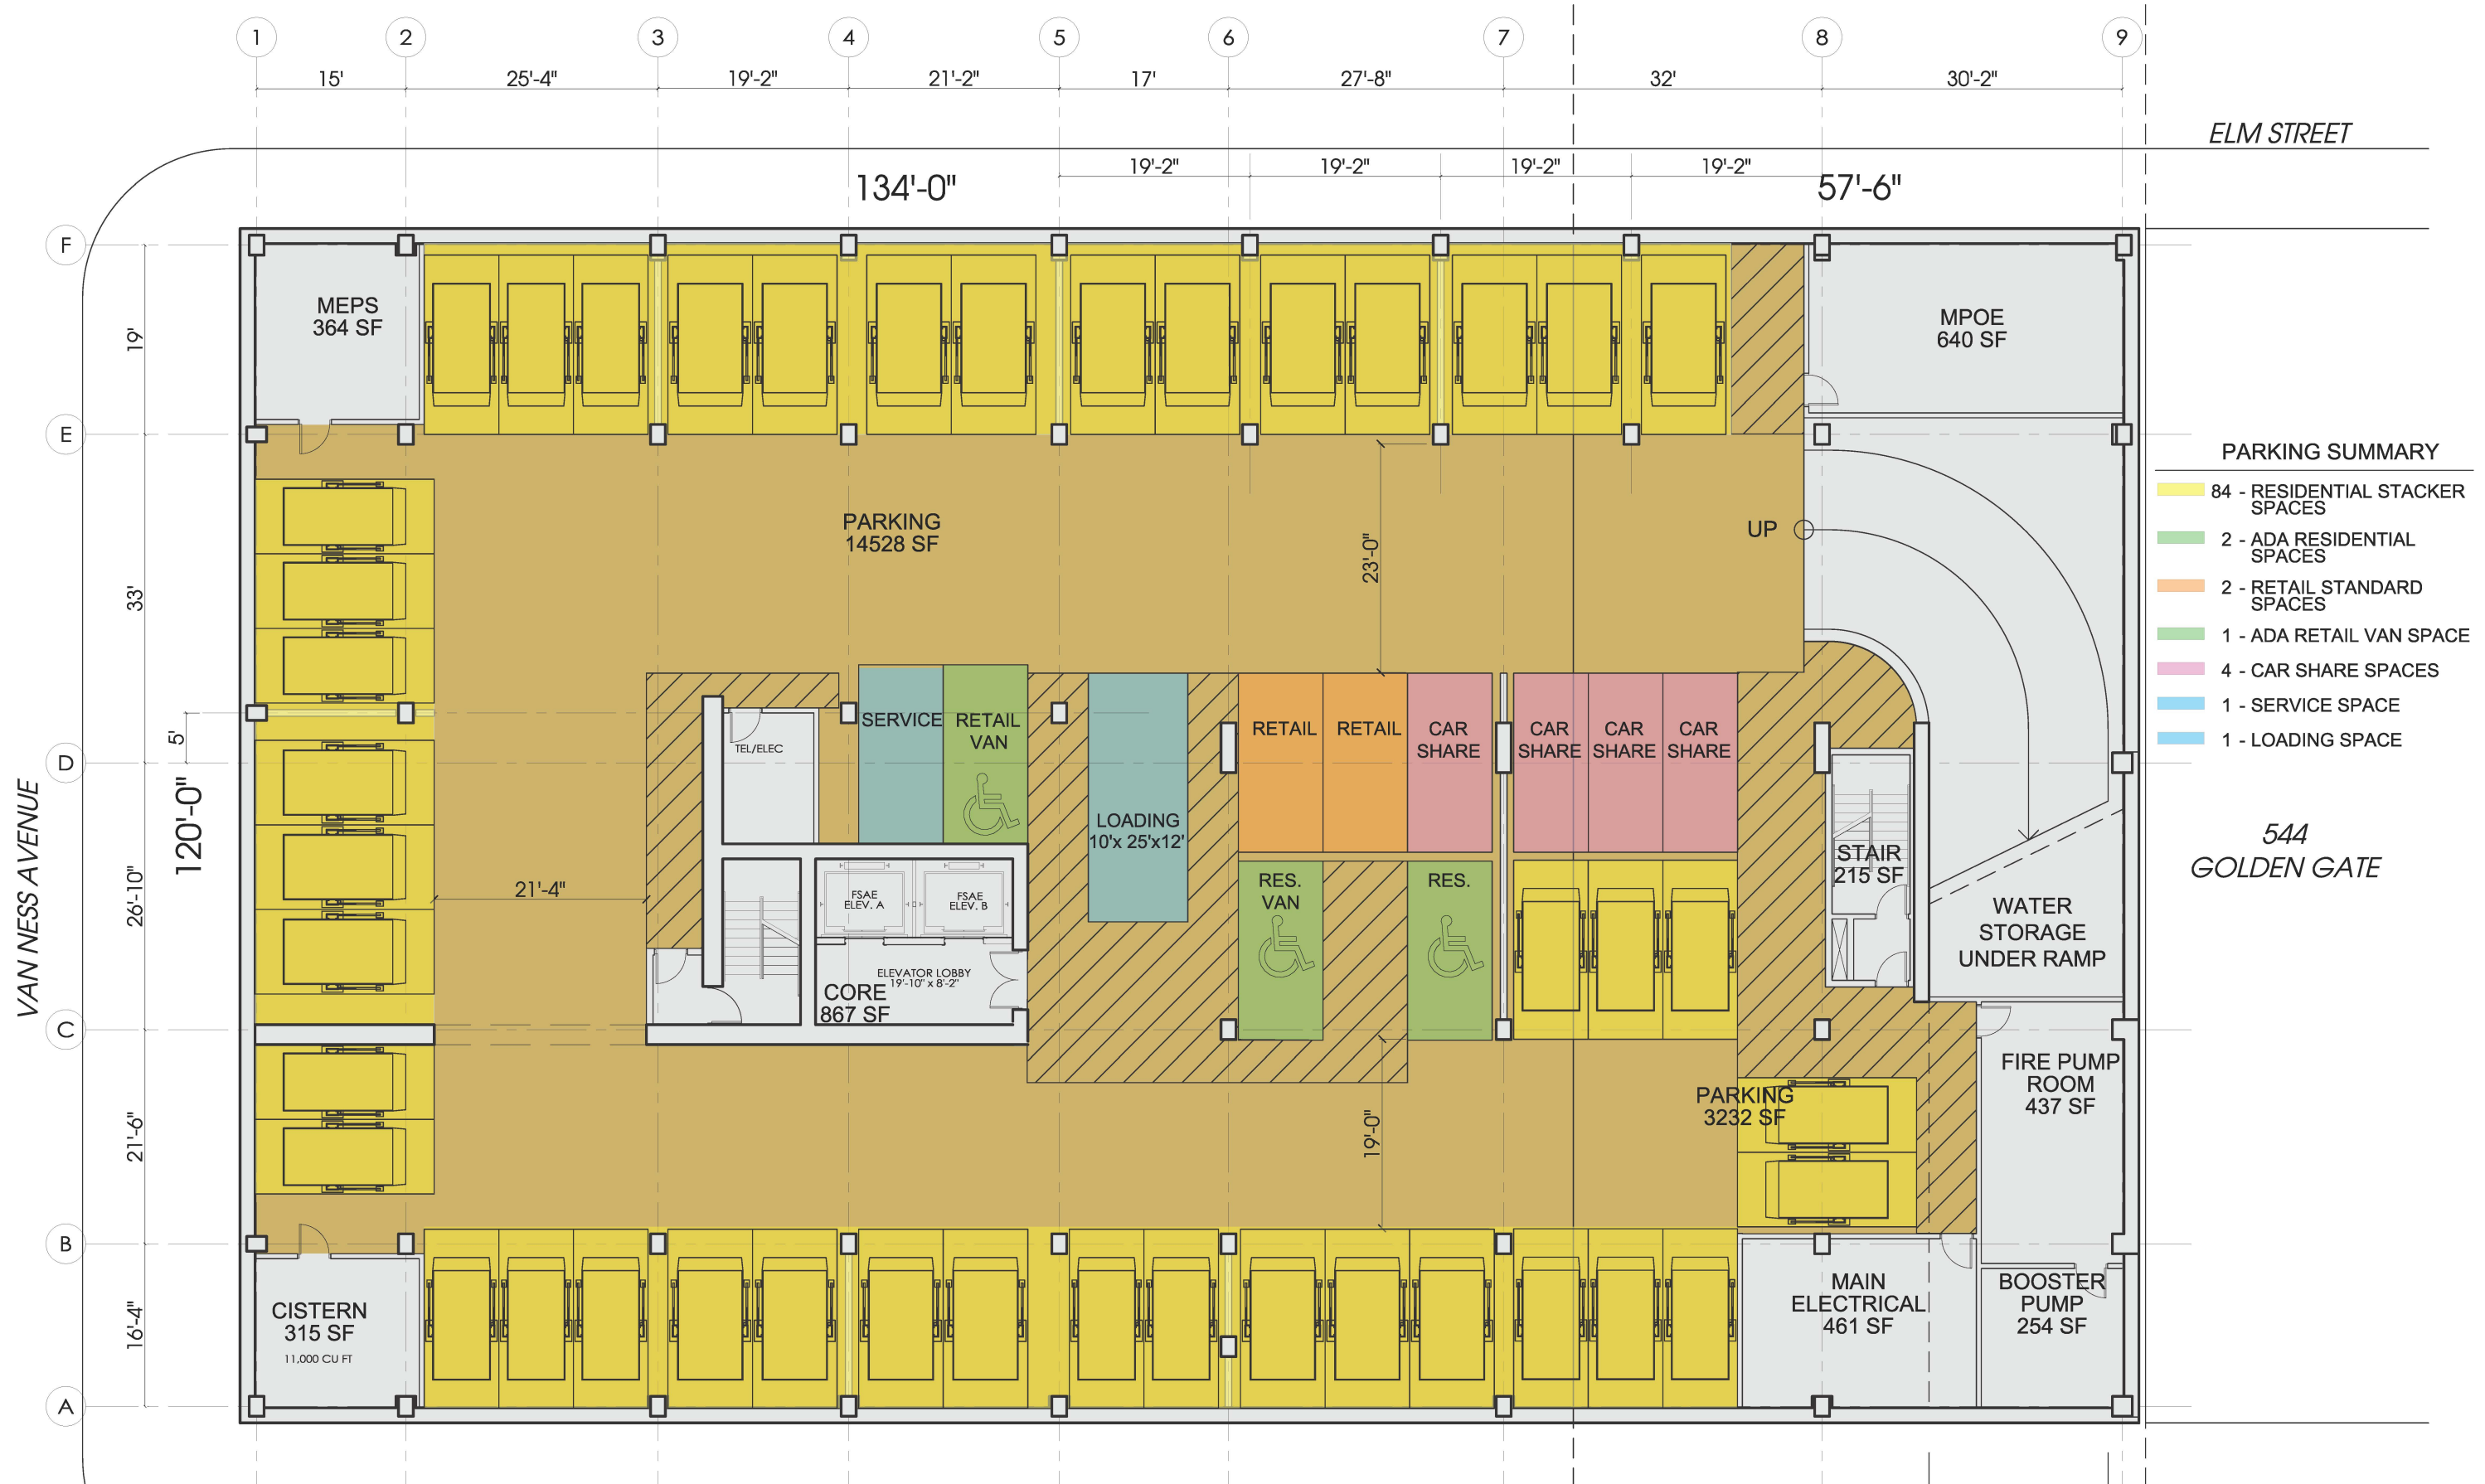 1 2 3 4 5 6 7 8 9
15' 25'-4" 19'-2" 21'-2" 17' 27'-8" 32' 30'-2"
ELM STREET
19'-2" 19'-2" 19'-2" 19'-2"
134'-0" 57'-6"
F
MEPS
364 SF
MPOE
640 SF
19'
E
PARKING SUMMARY
84 - RESIDENTIAL STACKER
SPACES
2 - ADA RESIDENTIAL
SPACES
2 - RETAIL STANDARD
SPACES
1 - ADA RETAIL VAN SPACE
4 - CAR SHARE SPACES
1 - SERVICE SPACE
1 - LOADING SPACE
PARKING
14528 SF
UP
23'-0"
33'
5'
SERVICE
RETAIL
VAN
TEL/ELEC
RETAIL
RETAIL
CAR
SHARE
CAR
SHARE
CAR
SHARE
CAR
SHARE
D
LOADING
10'x 25'x12'
VAN NESS AVENUE
120'-0"
544
GOLDEN GATE
STAIR
215 SF
26'-10"
21'-4"
FSAE
ELEV. A
FSAE
ELEV. B
RES.
VAN
RES.
WATER
STORAGE
UNDER RAMP
ELEVATOR LOBBY
19'-10" x 8'-2"
CORE
867 SF
C
FIRE PUMP
ROOM
437 SF
PARKING
3232 SF
21'-6"
19'-0"
B
CISTERN
315 SF
11,000 CU FT
MAIN
ELECTRICAL
461 SF
BOOSTER
PUMP
254 SF
16'-4"
A